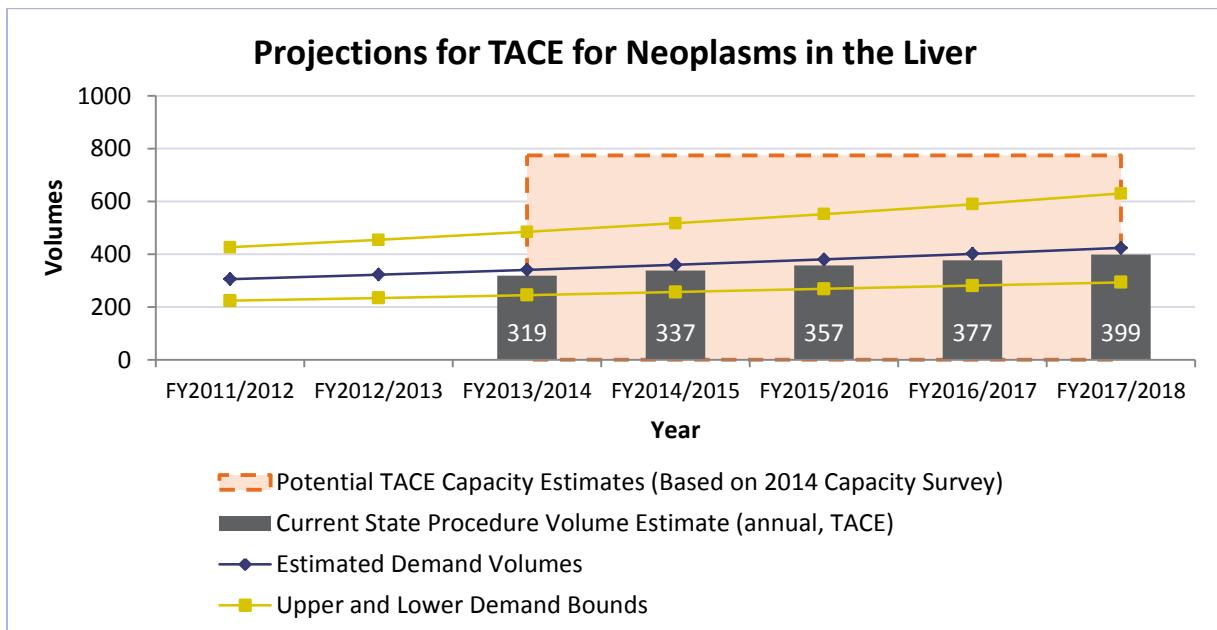 Projections for TACE for Neoplasms in the Liver
Volumes
1000
800
600
400
200
0
319
337
357
377
399
FY2011/2012
FY2012/2013
FY2013/2014
FY2014/2015
FY2015/2016
FY2016/2017
FY2017/2018
Year
Potential TACE Capacity Estimates (Based on 2014 Capacity Survey)
Current State Procedure Volume Estimate (annual, TACE)
Estimated Demand Volumes
Upper and Lower Demand Bounds